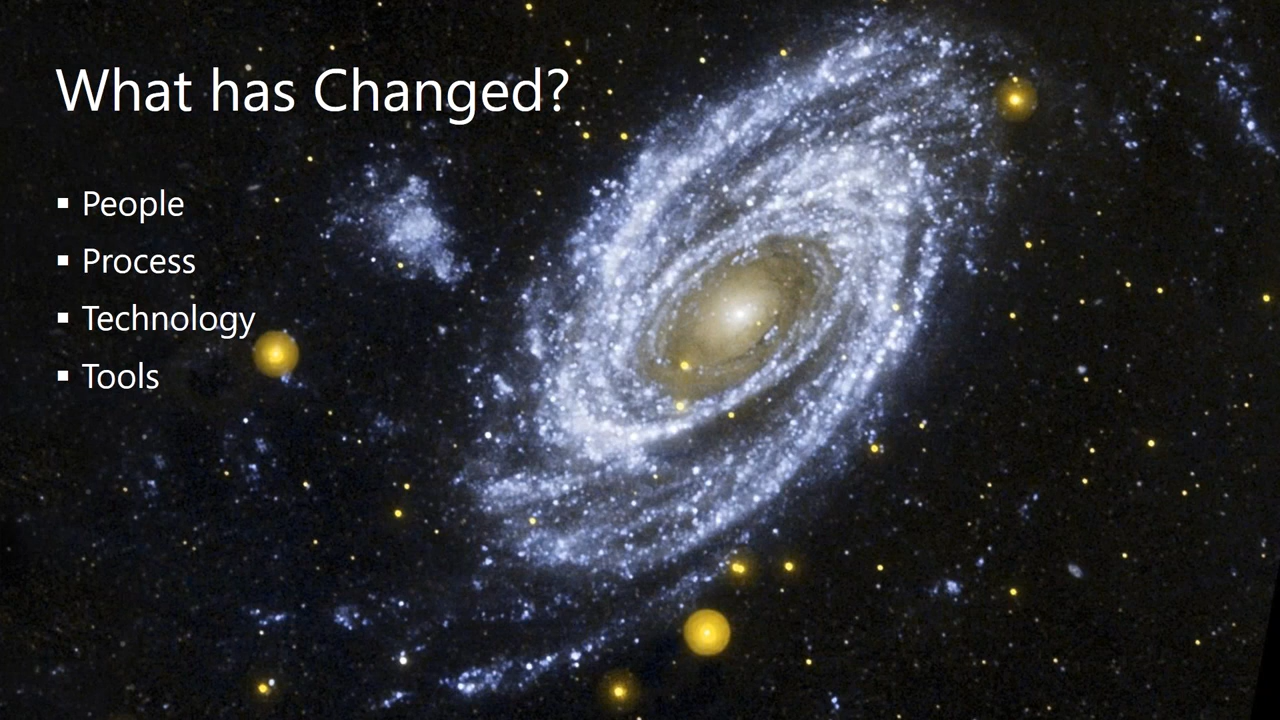 What has Changed?
▪ People
▪ Process
▪ Technology
▪ Tools